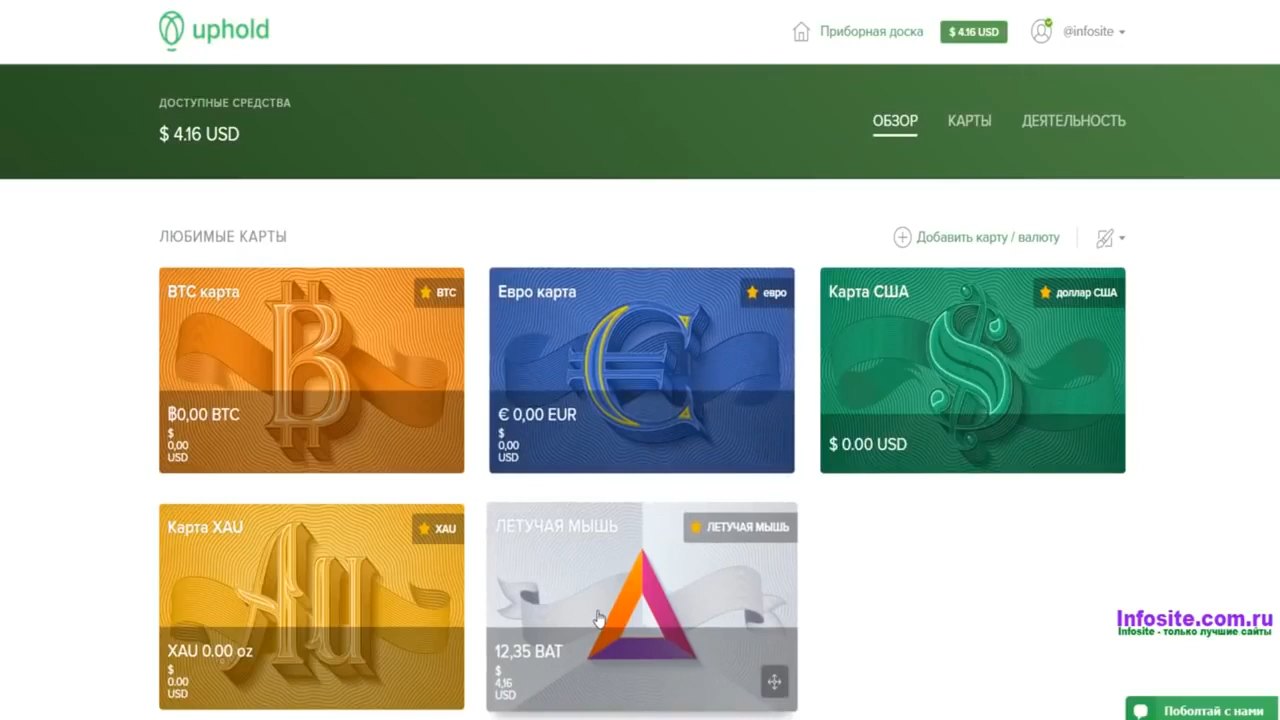 uphold
Приборная доска
$ 4.16 USD
@infosite
ДОСТУПНЫЕ СРЕДСТВА
$ 4.16 USD
ОБЗОР
КАРТЫ
ДЕЯТЕЛЬНОСТЬ
ЛЮБИМЫЕ КАРТЫ
Добавить карту / валюту
BTC карта
BTC
₿0,00 BTC
$
0,00
USD
Евро карта
евро
€ 0,00 EUR
$
0,00
USD
Карта США
доллар США
$ 0.00 USD
Карта XAU
XAU
XAU 0.00 oz
$
0.00
USD
ЛЕТУЧАЯ МЫШЬ
ЛЕТУЧАЯ МЫШЬ
12,35 BAT
$
4,16
USD
Infosite.com.ru
Infosite - только лучшие сайты
Поболтай с нами